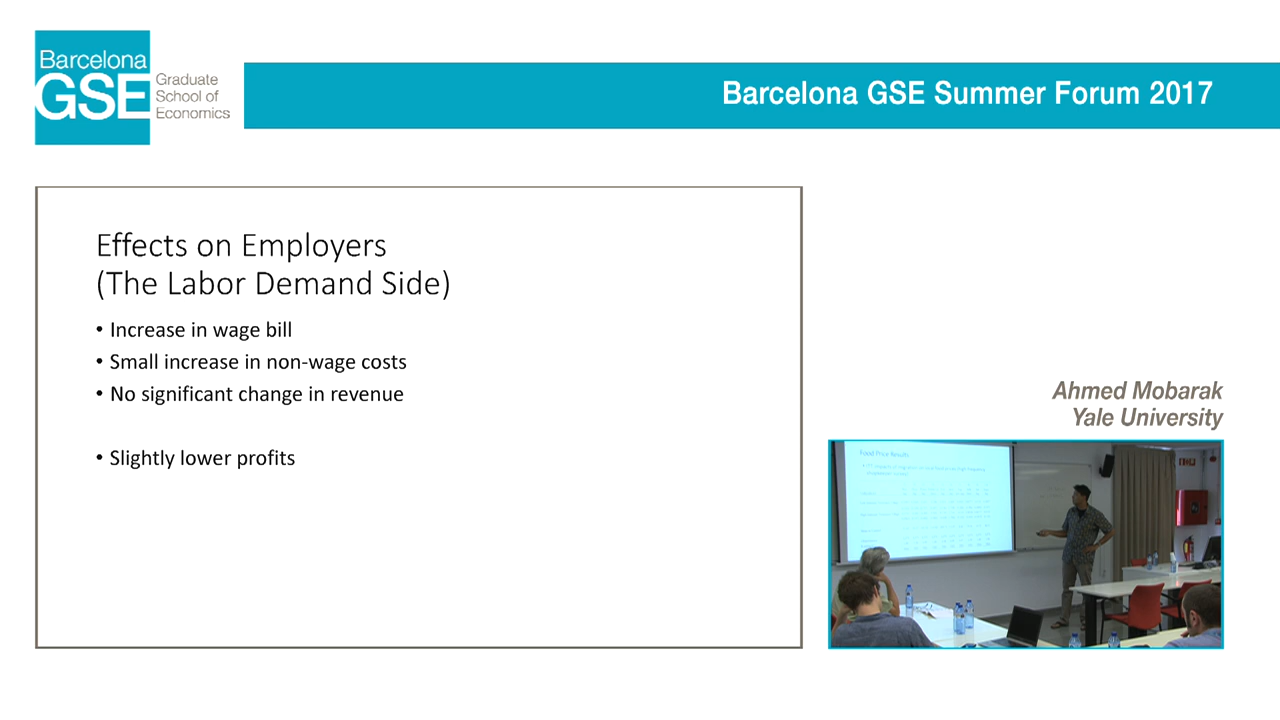 Barcelona
GSE
Graduate
School of
Economics
Barcelona GSE Summer Forum 2017
Effects on Employers
(The Labor Demand Side)
• Increase in wage bill
• Small increase in non-wage costs
• No significant change in revenue
• Slightly lower profits
Ahmed Mobarak
Yale University
Food Price Results